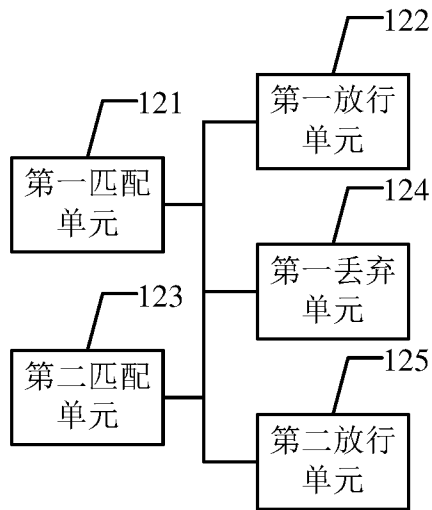 122
第一放行
单元
121
第一匹配
单元
124
第一丢弃
单元
123
第二匹配
单元
125
第二放行
单元